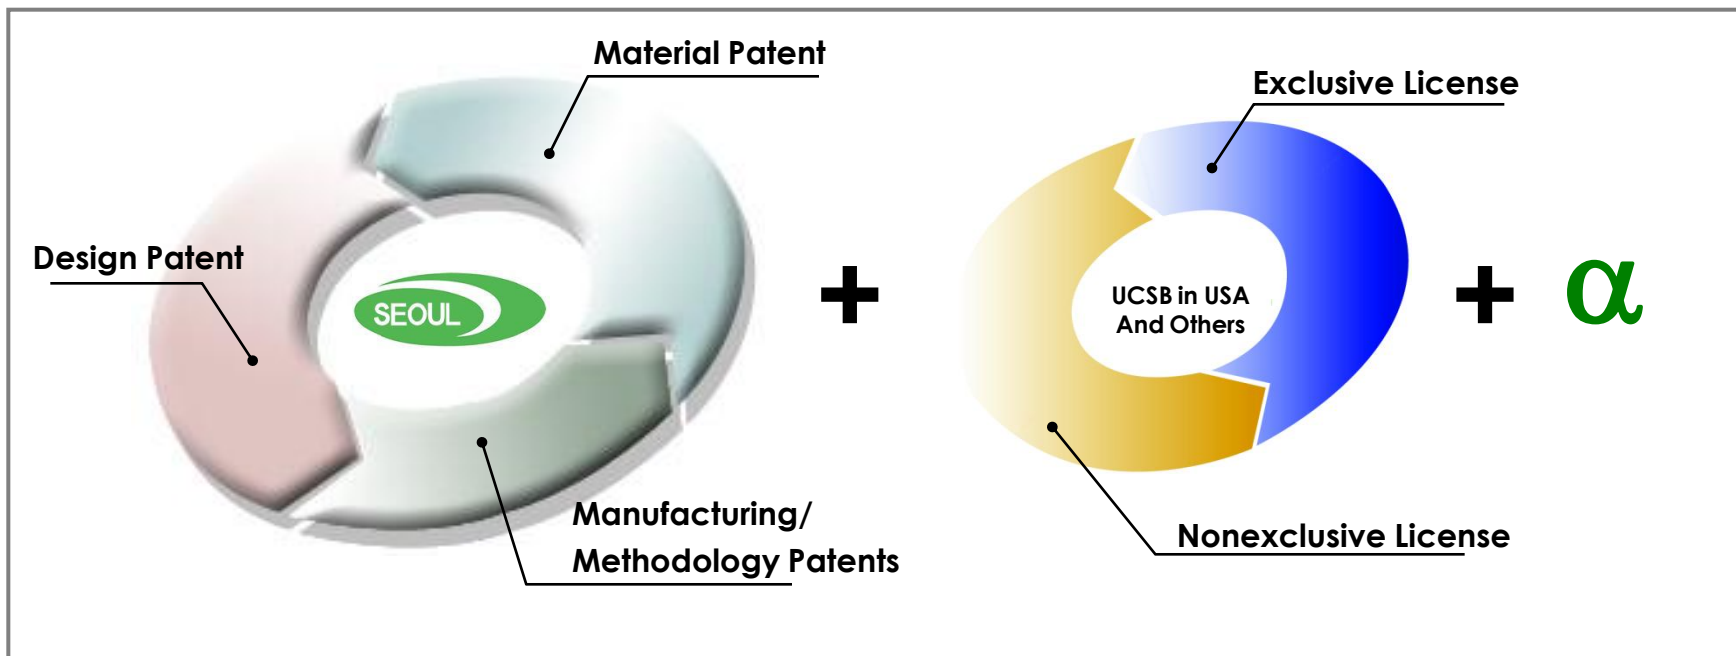 Material Patent
Exclusive License
Design Patent
SEOUL
+
UCSB in USA
And Others
+
α
Manufacturing/
Methodology Patents
Nonexclusive License